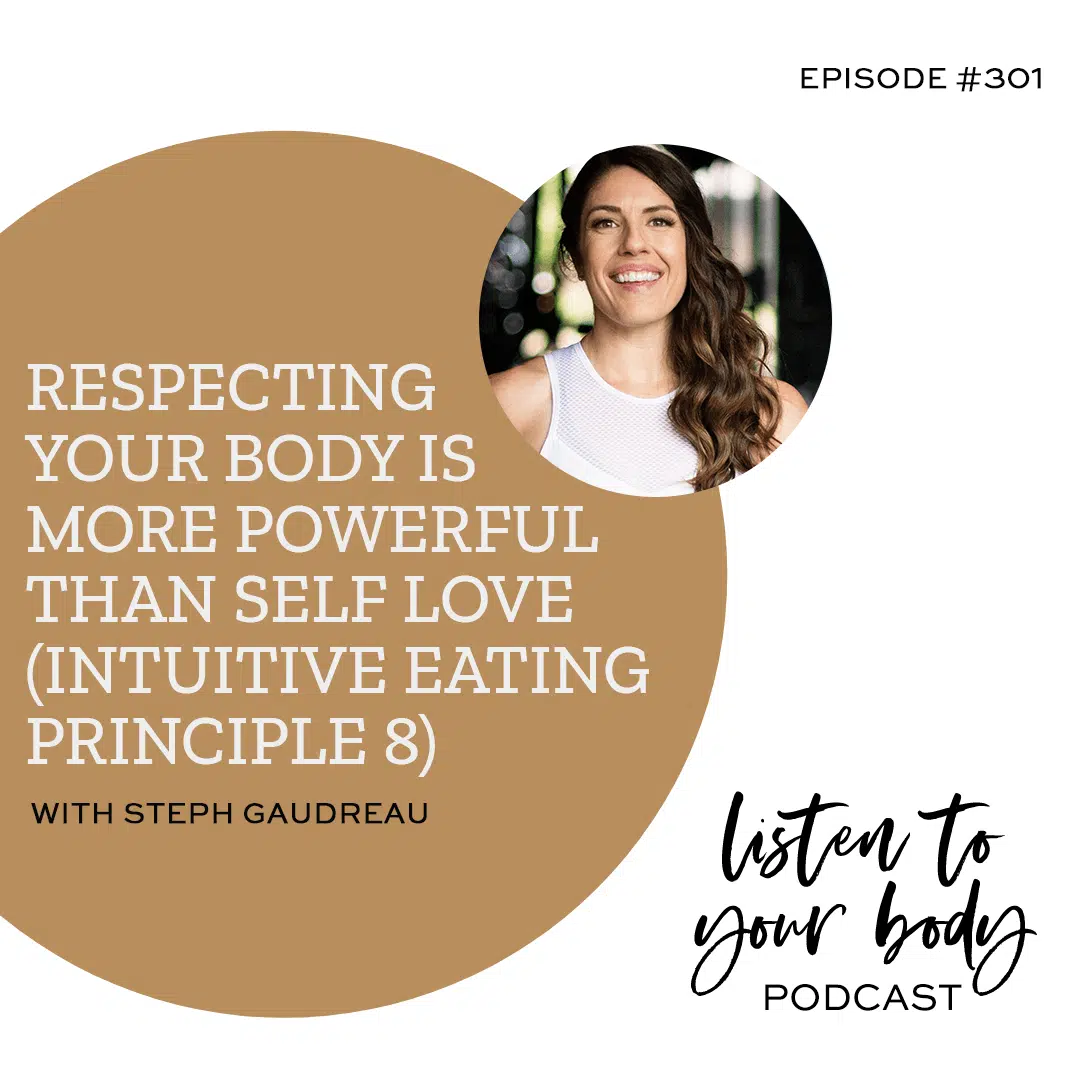 EPISODE #301
RESPECTING
YOUR BODY IS
MORE POWERFUL
THAN SELF LOVE
(INTUITIVE EATING
PRINCIPLE 8)
WITH STEPH GAUDREAU
listen to
your body
PODCAST